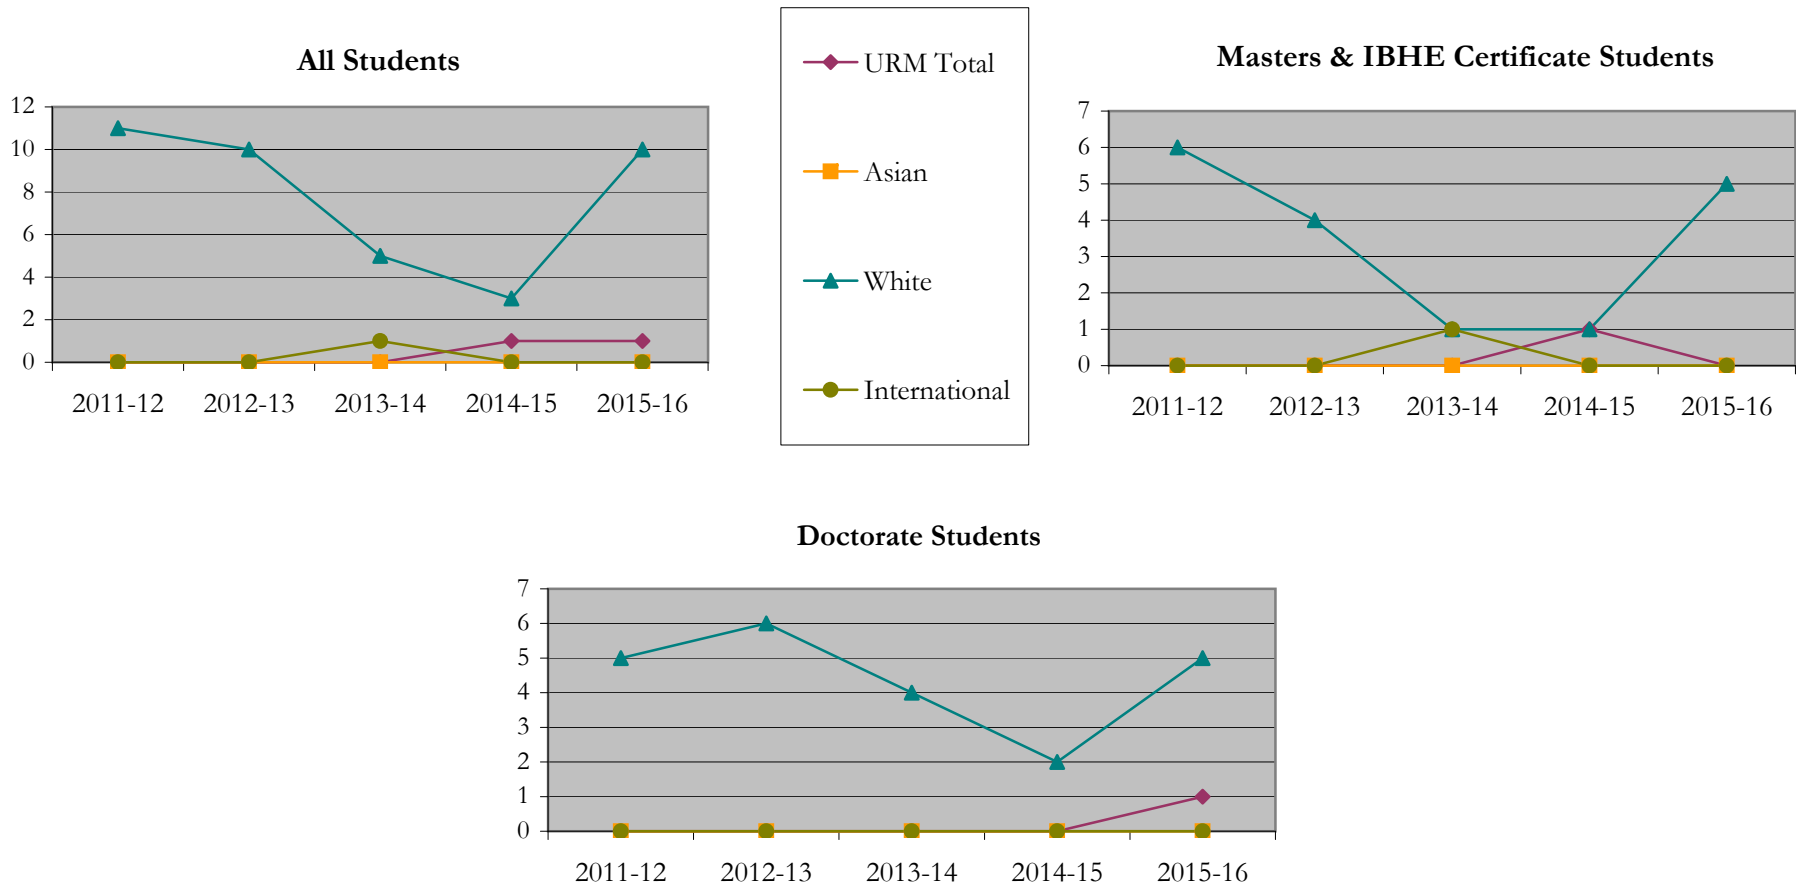 All Students
12
10
8
6
4
2
0
2011-12 2012-13 2013-14 2014-15 2015-16
URM Total
Asian
White
International
Masters & IBHE Certificate Students
7
6
5
4
3
2
1
0
2011-12 2012-13 2013-14 2014-15 2015-16
Doctorate Students
7
6
5
4
3
2
1
0
2011-12 2012-13 2013-14 2014-15 2015-16